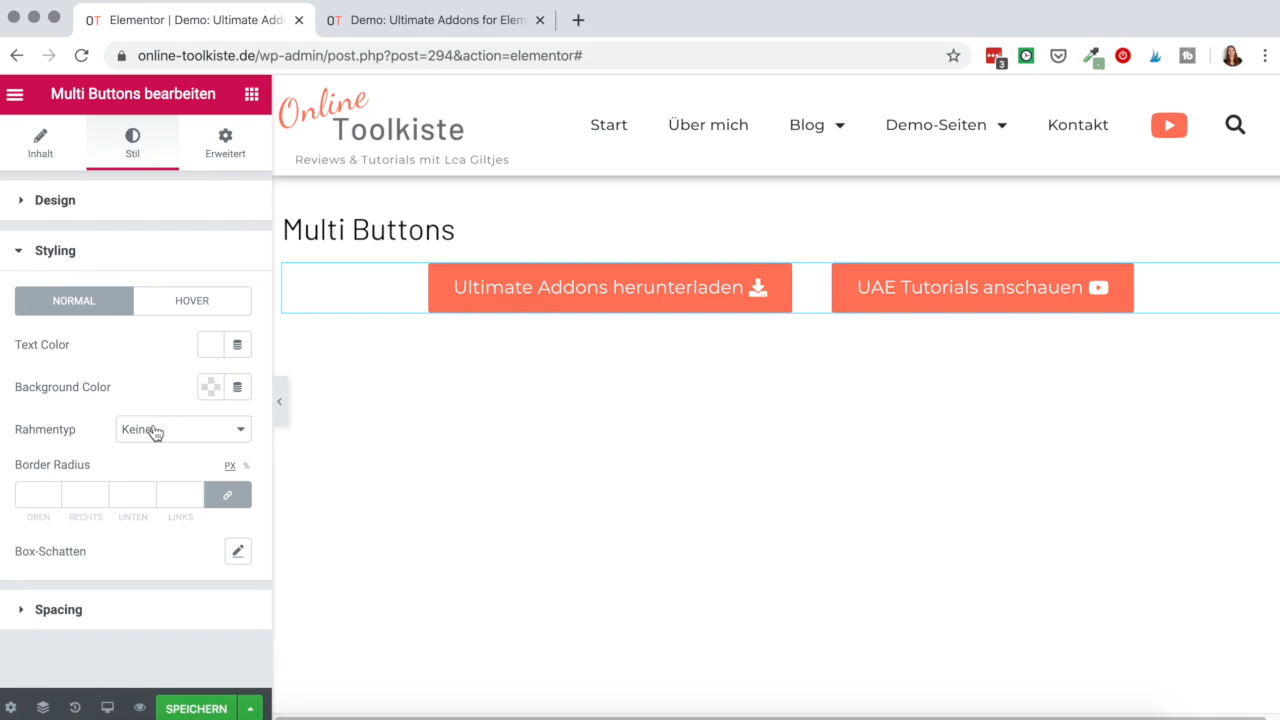 OT Elementor | Demo: Ultimate Add
OT Demo: Ultimate Addons for Elem
online-toolkiste.de/wp-admin/post.php?post=294&action=elementor#
3
Multi Buttons bearbeiten
Inhalt
Stil
Erweitert
Online
Toolkiste
Reviews & Tutorials mit Lea Giltjes
Start
Über mich
Blog
Demo-Seiten
Kontakt
Design
Styling
NORMAL
HOVER
Text Color
Background Color
Rahmentyp
Keine
Border Radius
PX
%
OBEN
RECHTS
UNTEN
LINKS
Box-Schatten
Spacing
SPEICHERN
Multi Buttons
Ultimate Addons herunterladen
UAE Tutorials anschauen